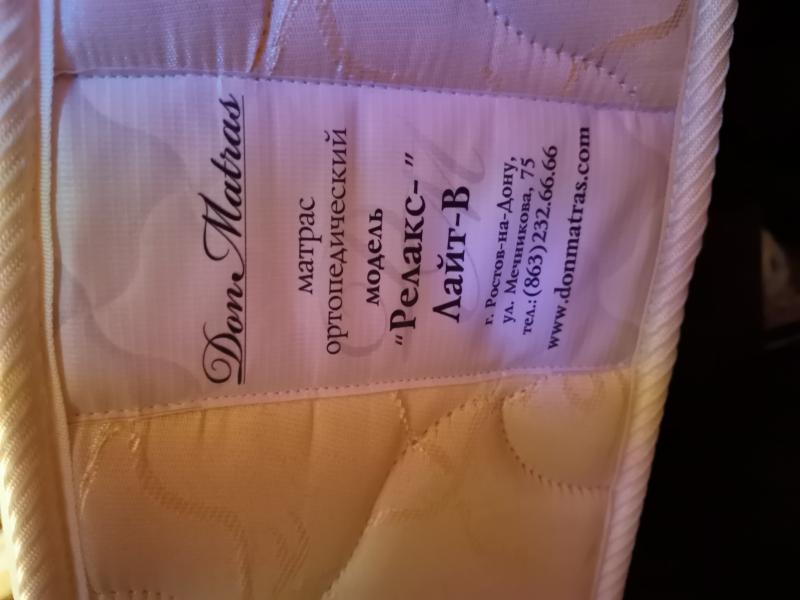 Don Matras
матрас
ортопедический
модель
"Релакс-"
Лайт-В
г. Ростов-на-Дону,
ул. Мечникова, 75
тел.:(863)232.66.66
www.donmatras.com